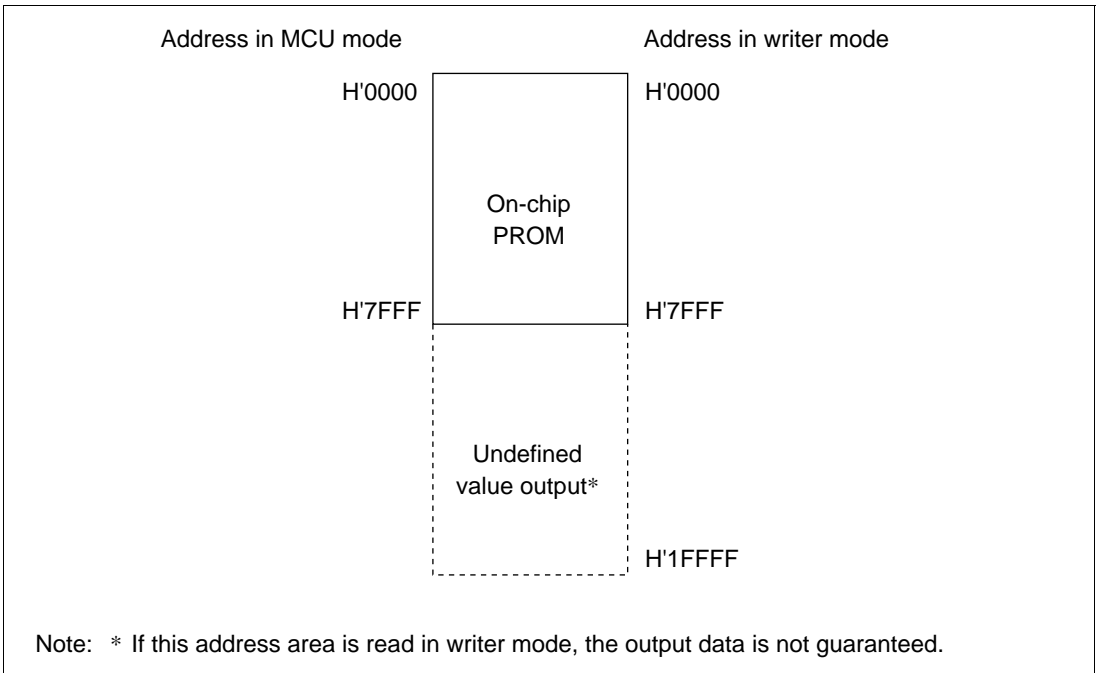 Address in MCU mode Address in writer mode
H'0000 H'0000
On-chip
PROM
H'7FFF H'7FFF
Undefined
value output*
H'1FFFF
Note: * If this address area is read in writer mode, the output data is not guaranteed.